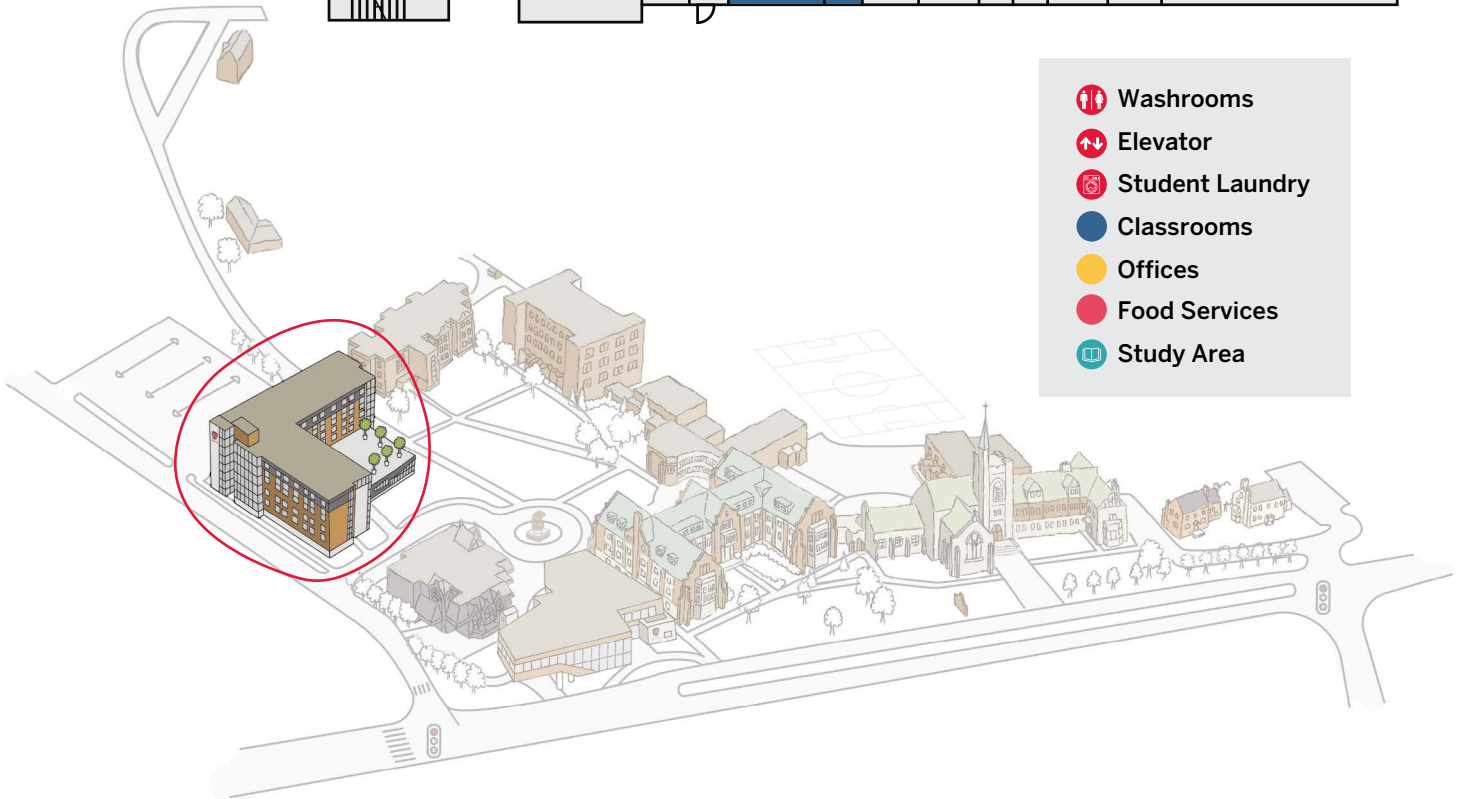 Washrooms
Elevator
Student Laundry
Classrooms
Offices
Food Services
Study Area